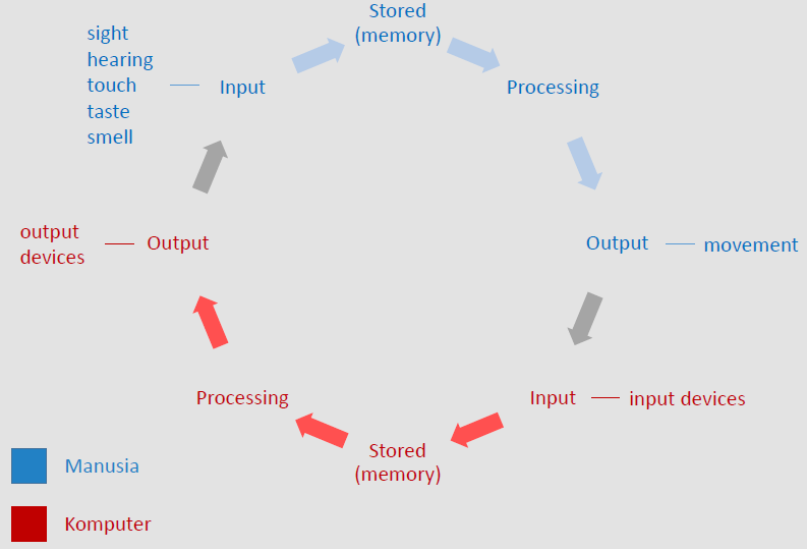 Stored
(memory)
sight
hearing
touch
taste
smell
Input
Processing
output
devices
Output
Output
movement
Processing
Input
input devices
Stored
(memory)
Manusia
Komputer